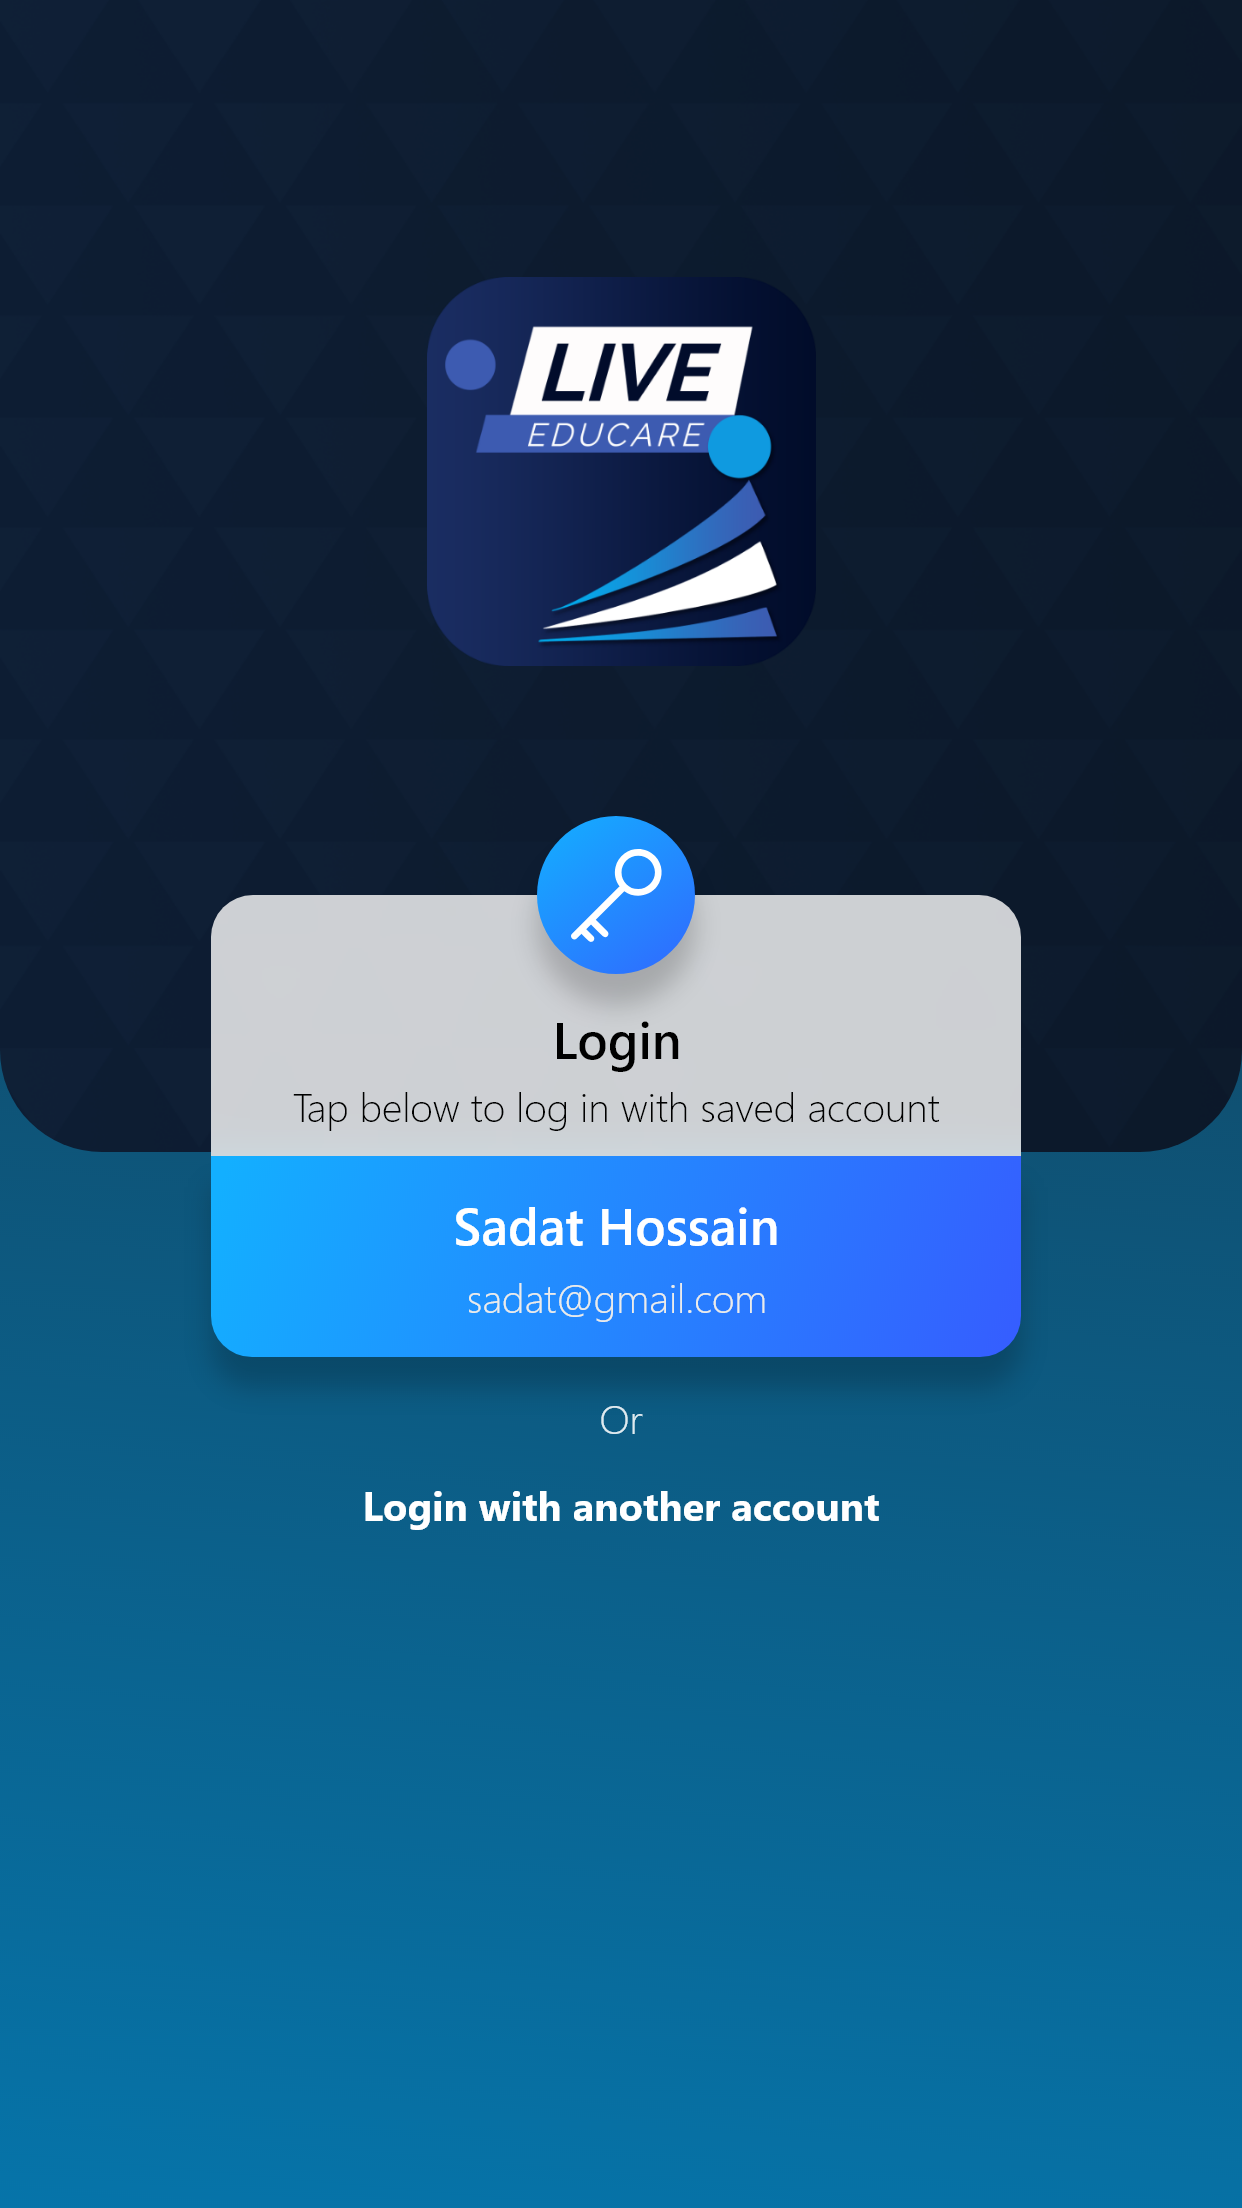 LIVE
EDUCARE
Login
Tap below to log in with saved account
Sadat Hossain
sadat@gmail.com
Or
Login with another account